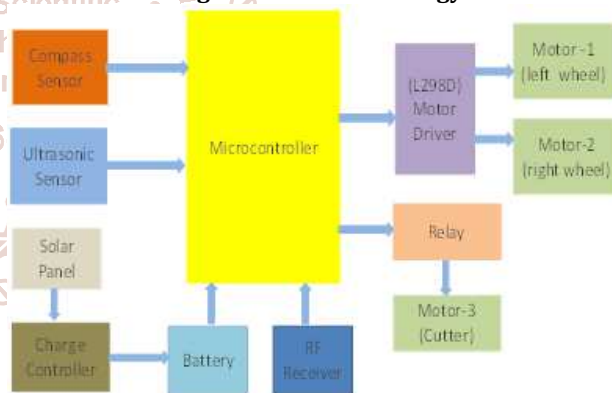 Compass
Sensor
Ultrasonic
Sensor
Solar
Panel
Charge
Controller
Battery
RF
Receiver
Microcontroller
(L298D)
Motor
Driver
Motor -1
(left wheel)
Motor-2
(right wheel)
Relay
Motor-3
(Cutter)